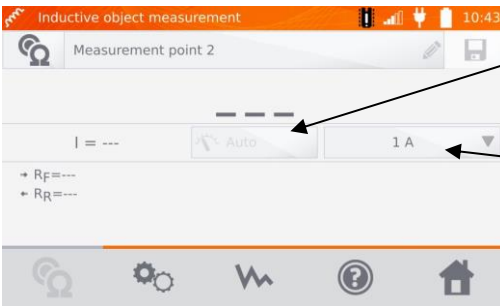 Inductive object measurement 10:43
Measurement point 2
---
I = --- Auto 1 A
→ RF=---
← RR=---